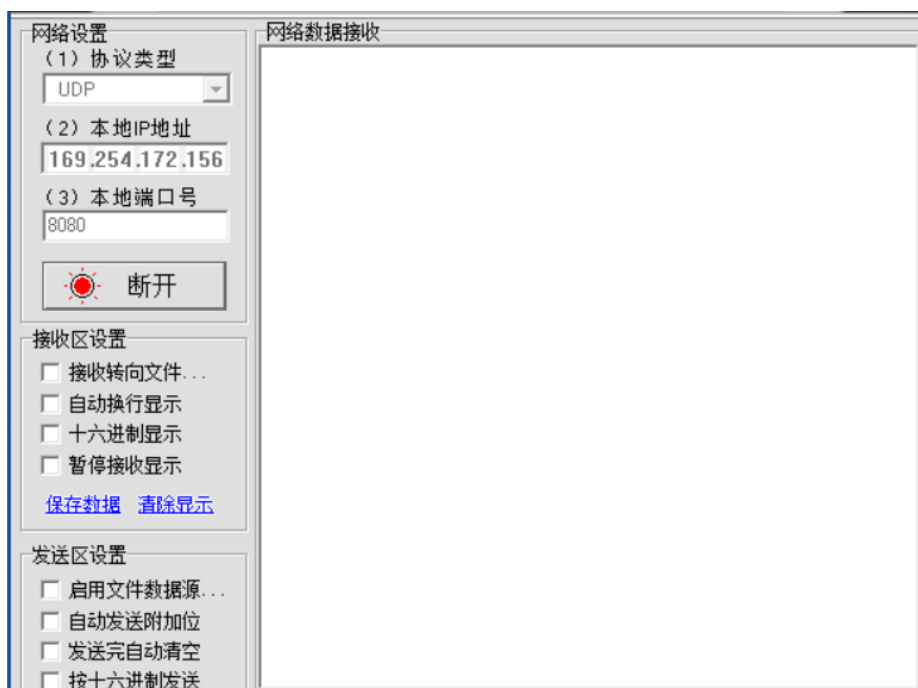 网络设置
（1）协议类型
UDP
（2）本地IP地址
169.254.172.156
（3）本地端口号
8080
断开
接收区设置
接收转向文件...
自动换行显示
十六进制显示
暂停接收显示
保存数据 清除显示
发送区设置
启用文件数据源...
自动发送附加位
发送完自动清空
按十六进制发送
网络数据接收